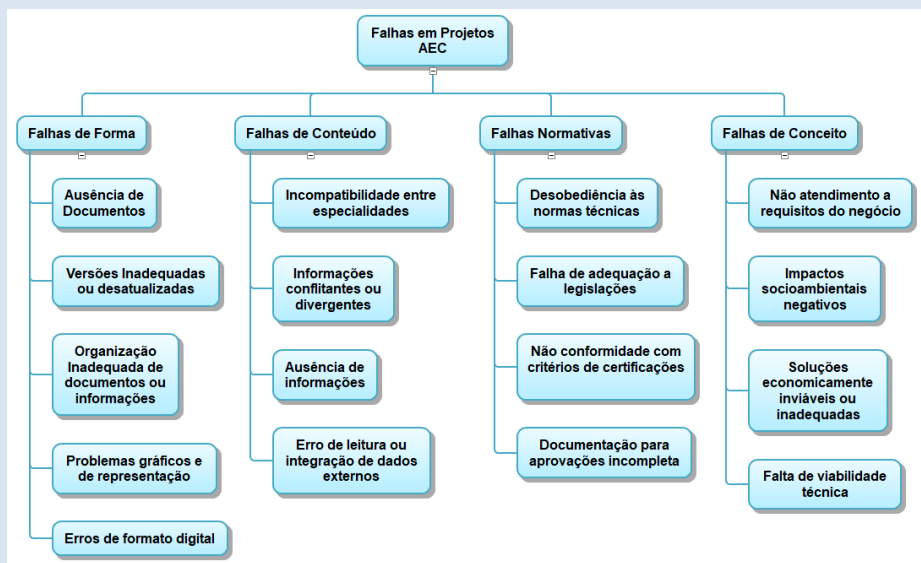 Falhas em Projetos
AEC
Falhas de Forma
Ausência de
Documentos
Versões Inadequadas
ou desatualizadas
Organização
Inadequada de
documentos ou
informações
Problemas gráficos e
de representação
Erros de formato digital
Falhas de Conteúdo
Incompatibilidade entre
especialidades
Informações
conflitantes ou
divergentes
Ausência de
informações
Erro de leitura ou
integração de dados
externos
Falhas Normativas
Desobediência às
normas técnicas
Falha de adequação a
legislações
Não conformidade com
critérios de certificações
Documentação para
aprovações incompleta
Falhas de Conceito
Não atendimento a
requisitos do negócio
Impactos
socioambientais
negativos
Soluções
economicamente
inviáveis ou
inadequadas
Falta de viabilidade
técnica